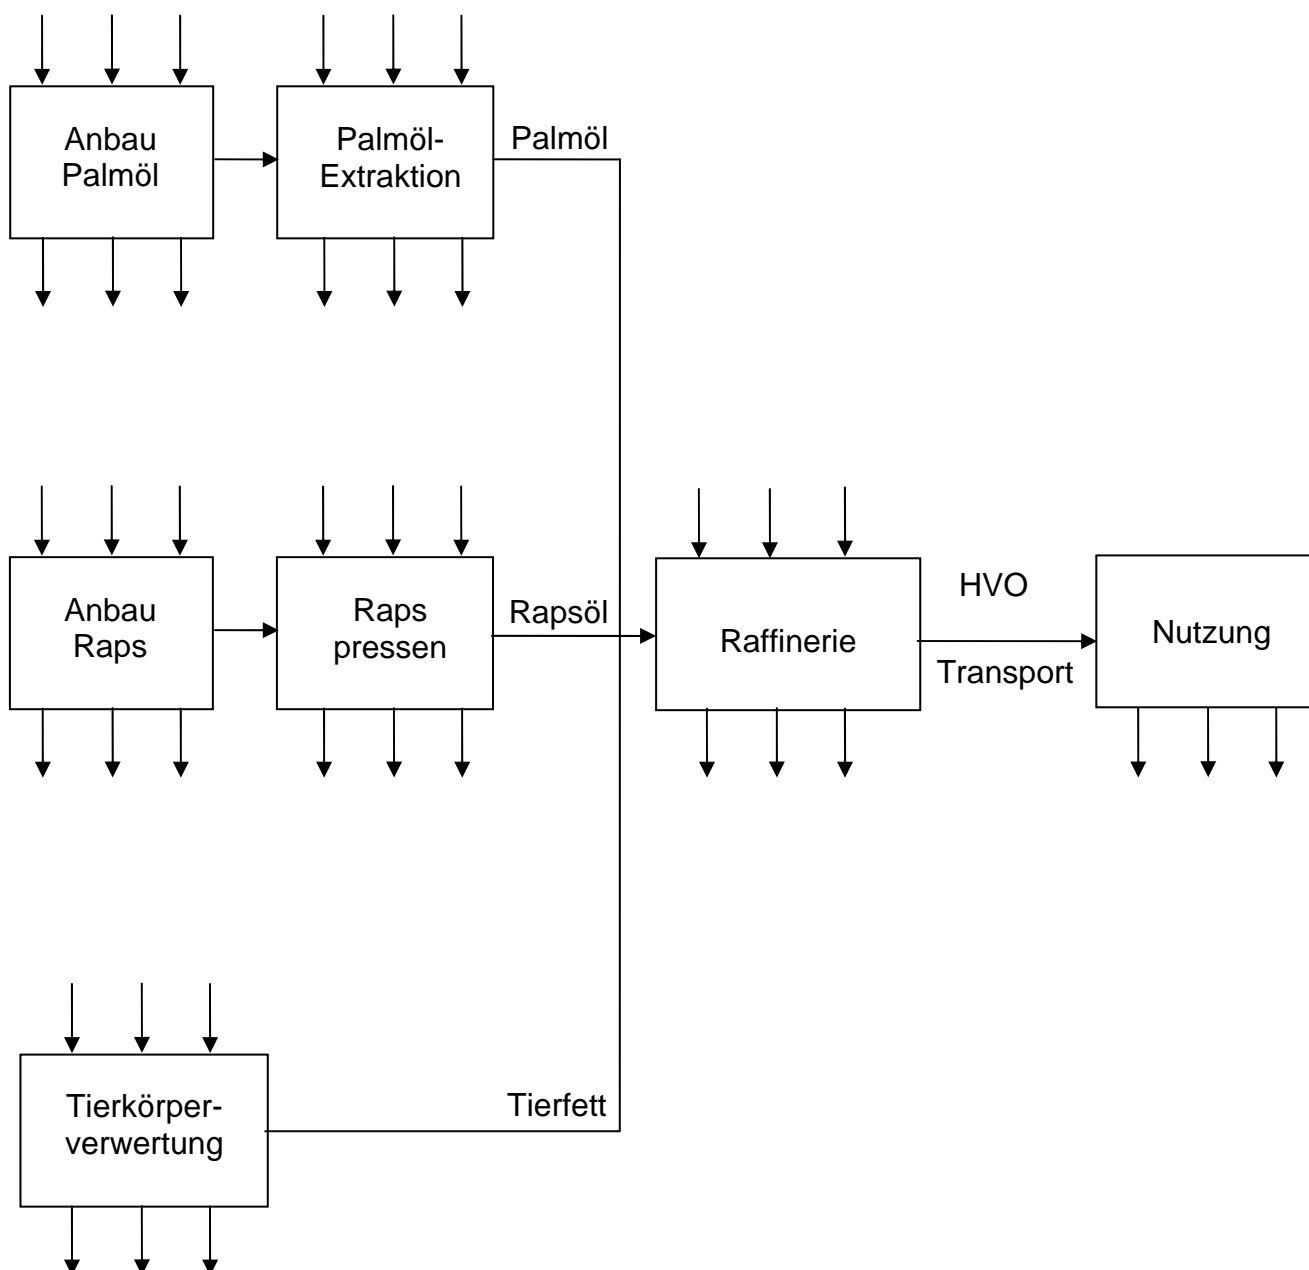 Anbau
Palmöl
Palmöl-
Extraktion
Palmöl
Anbau
Raps
Raps
pressen
Rapsöl
Raffinerie
HVO
Transport
Nutzung
Tierkörper-
verwertung
Tierfett